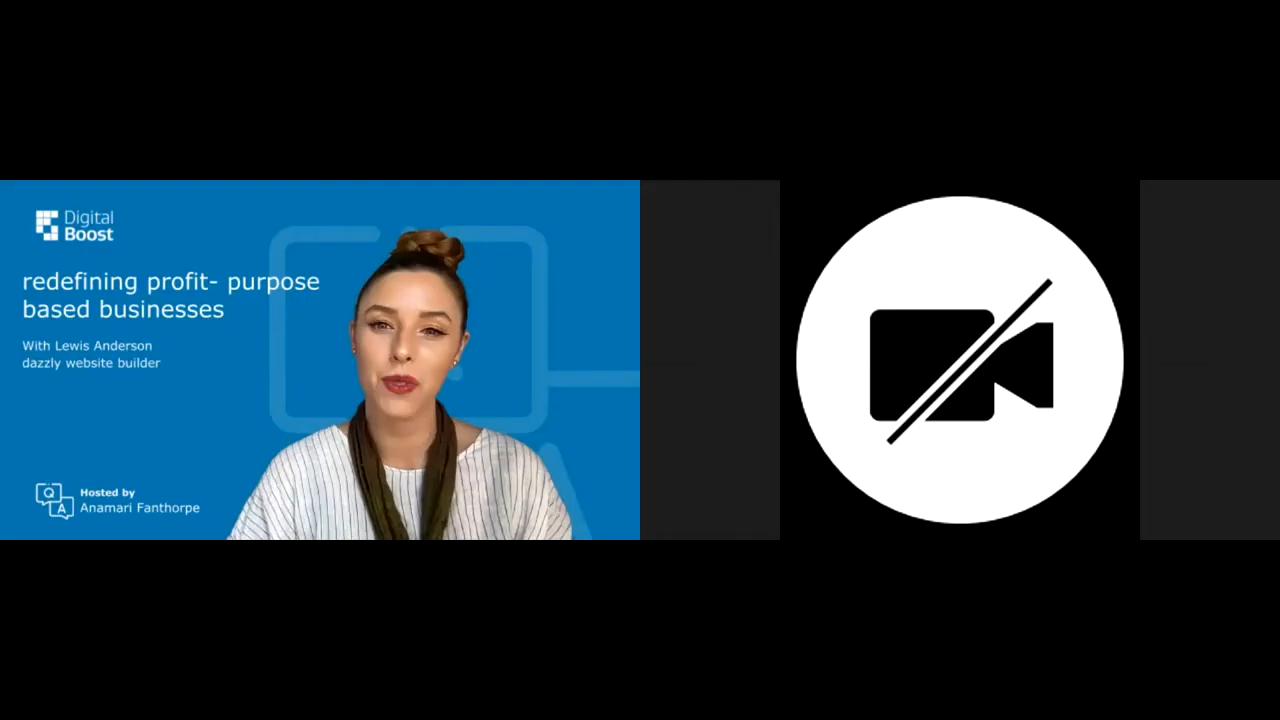 Digital
Boost
redefining profit- purpose
based businesses
With Lewis Anderson
dazzly website builder
Q
A
Hosted by
Anamari Fanthorpe